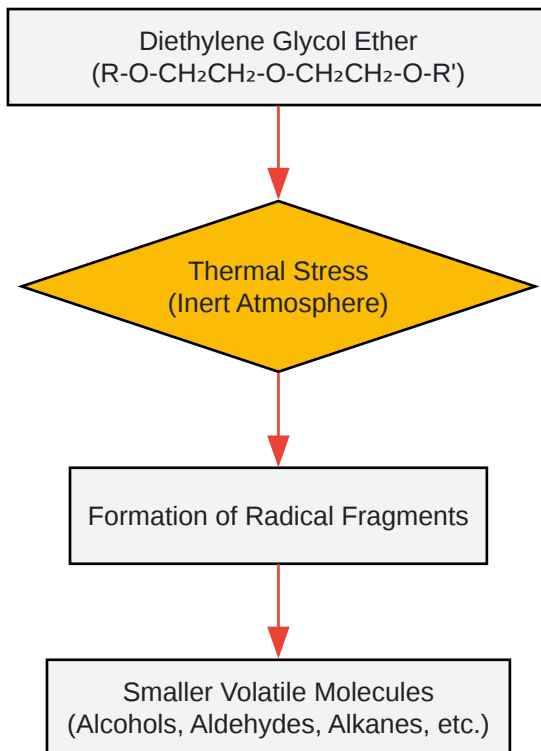 Diethylene Glycol Ether
(R-O-CH₂CH₂-O-CH₂CH₂-O-R')
Thermal Stress
(Inert Atmosphere)
Formation of Radical Fragments
Smaller Volatile Molecules
(Alcohols, Aldehydes, Alkanes, etc.)